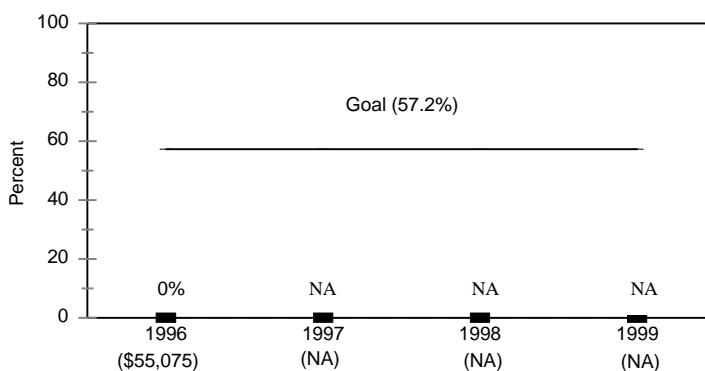 100
80
Goal (57.2%)
60
Percent
40
20
0% NA NA NA
0
1996 1997 1998 1999
($55,075) (NA) (NA) (NA)